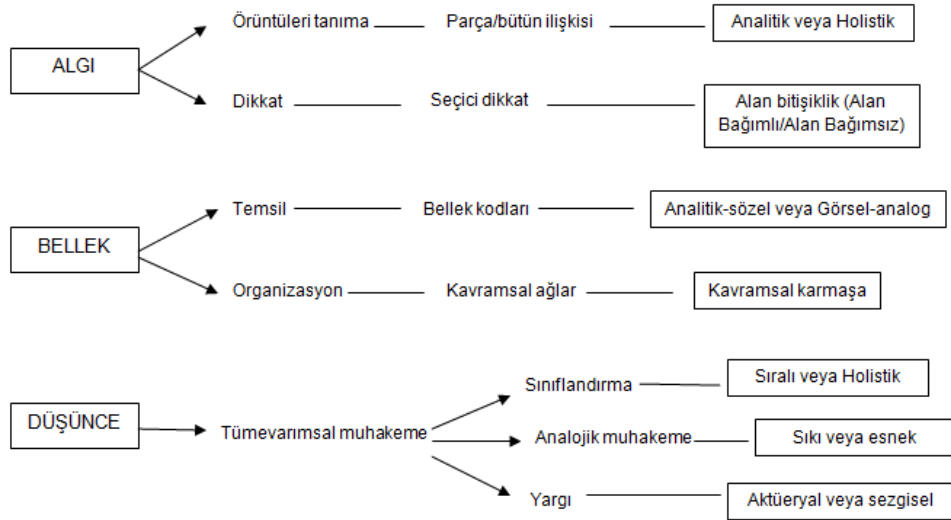 Örüntüleri tanıma Parça/bütün ilişkisi Analitik veya Holistik
ALGI
Dikkat Seçici dikkat Alan bitişiklik (Alan
Bağımlı/Alan Bağımsız)
Temsil Bellek kodları Analitik-sözel veya Görsel-analog
BELLEK
Organizasyon Kavramsal ağlar Kavramsal karmaşa
Sınıflandırma Sıralı veya Holistik
DÜŞÜNCE
Tümevarımsal muhakeme Analojik muhakeme Sıkı veya esnek
Yargı Aktüeryal veya sezgisel